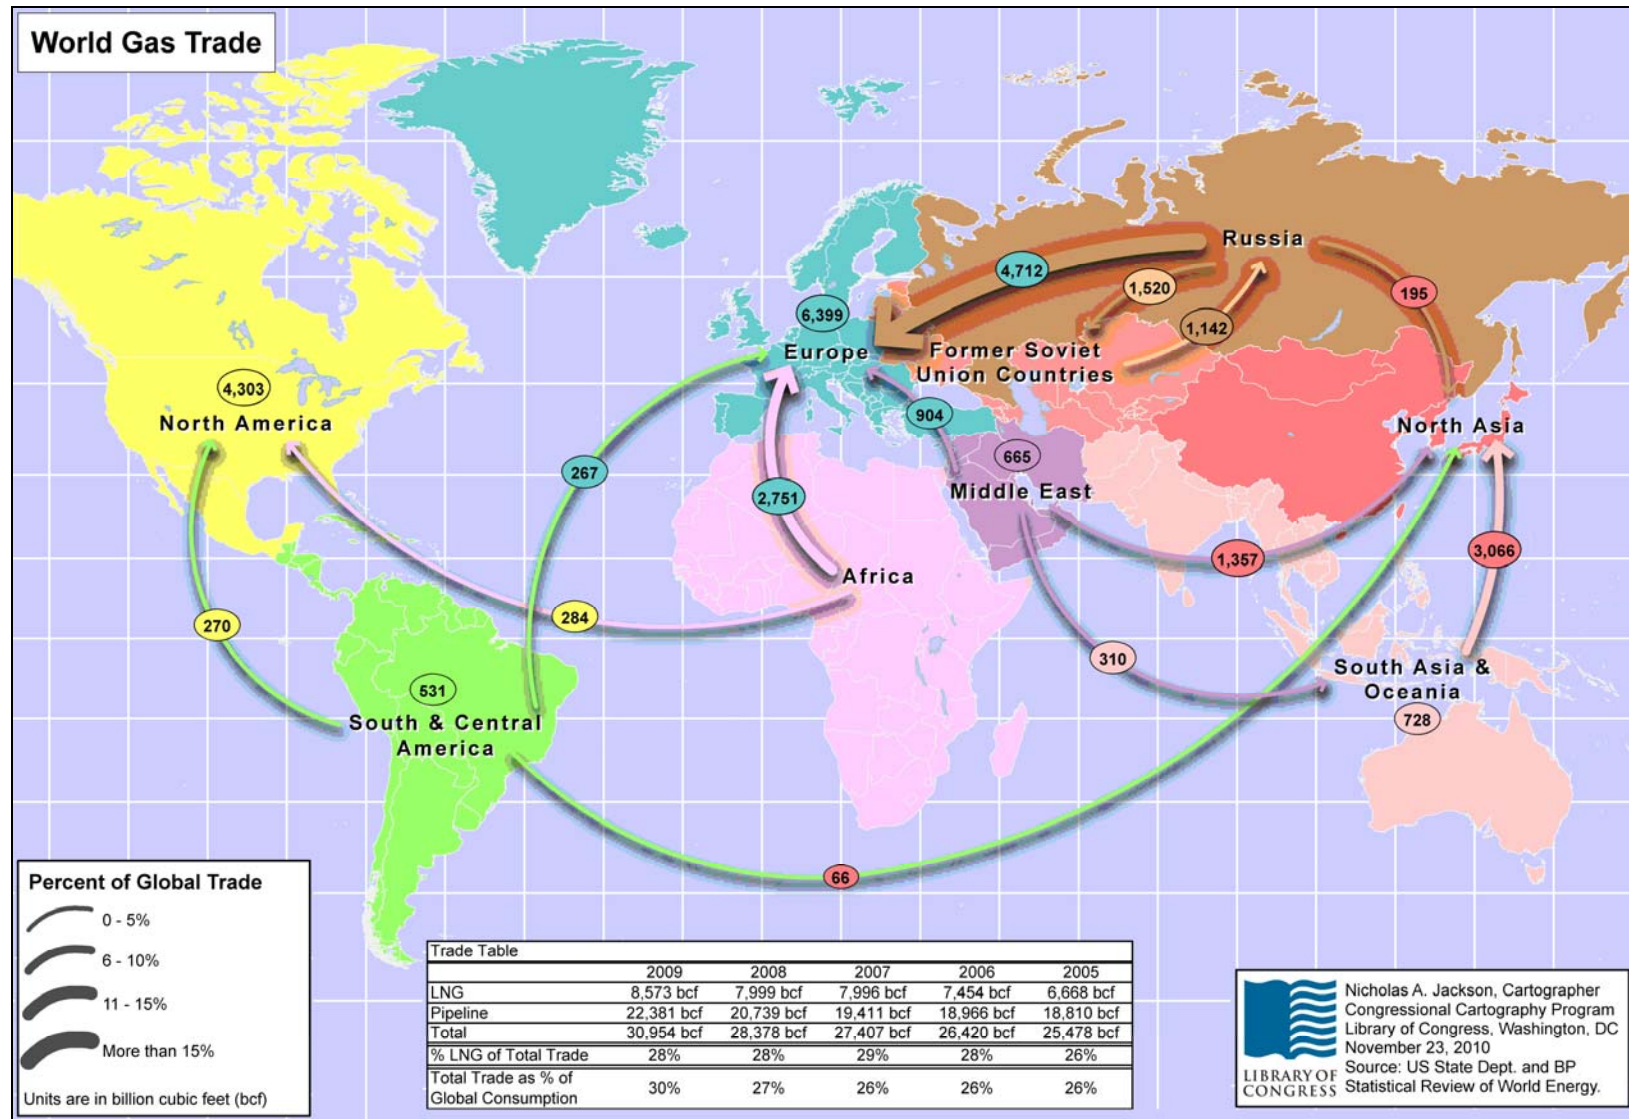 World Gas Trade
Russia
4,712
1,520
195
6,399
1,142
Europe
Former Soviet
Union Countries
4,303
North America
904
North Asia
267
665
Middle East
2,751
1,357
3,066
Africa
270
284
310
South Asia &
Oceania
531
728
South & Central
America
66
Percent of Global Trade
0 - 5%
6 - 10%
11 - 15%
More than 15%
Units are in billion cubic feet (bcf)
Trade Table
2009 2008 2007 2006 2005
LNG 8,573 bcf 7,999 bcf 7,996 bcf 7,454 bcf 6,668 bcf
Pipeline 22,381 bcf 20,739 bcf 19,411 bcf 18,966 bcf 18,810 bcf
Total 30,954 bcf 28,378 bcf 27,407 bcf 26,420 bcf 25,478 bcf
% LNG of Total Trade 28% 28% 29% 28% 26%
Total Trade as % of
Global Consumption 30% 27% 26% 26% 26%
LIBRARY OF
CONGRESS
Nicholas A. Jackson, Cartographer
Congressional Cartography Program
Library of Congress, Washington, DC
November 23, 2010
Source: US State Dept. and BP
Statistical Review of World Energy.